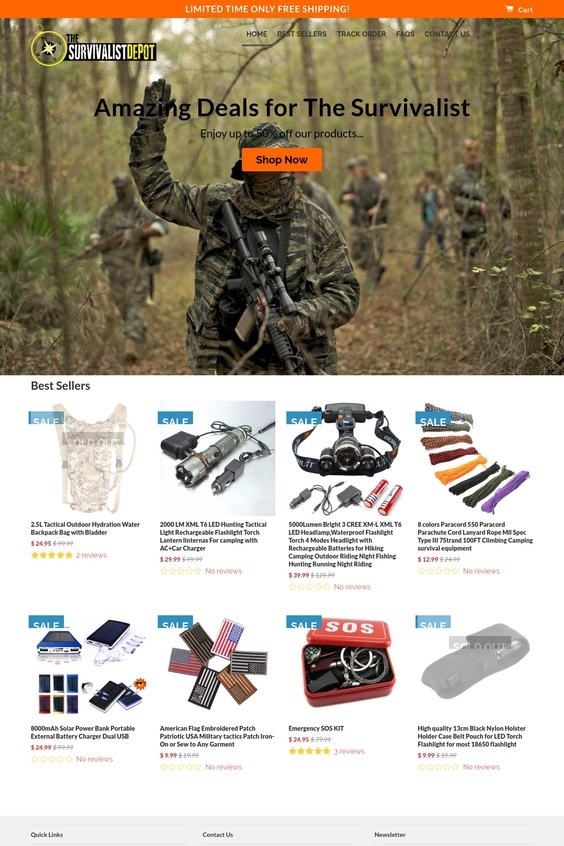 LIMITED TIME ONLY FREE SHIPPING!
Cart
THE
SURVIVALISTDEPOT
HOME BEST SELLERS TRACK ORDER FAQS CONTACT US
Amazing Deals for The Survivalist
Enjoy up to 50% off our products...
Shop Now
Best Sellers
SALE SALE SALE SALE
SOLD OUT
2.5L Tactical Outdoor Hydration Water
Backpack Bag with Bladder
$ 24.95 $ 99.99
2 reviews
2000 LM XML T6 LED Hunting Tactical
Light Rechargeable Flashlight Torch
Lantern linternas For camping with
AC+Car Charger
$ 29.99 $ 99.99
No reviews
5000Lumen Bright 3 CREE XM-L XML T6
LED Headlamp,Waterproof Flashlight
Torch 4 Modes Headlight with
Rechargeable Batteries for Hiking
Camping Outdoor Riding Night Fishing
Hunting Running Night Riding
$ 39.99 $ 129.99
No reviews
8 colors Paracord 550 Paracord
Parachute Cord Lanyard Rope Mil Spec
Type III 7Strand 100FT Climbing Camping
survival equipment
$ 12.99 $ 24.99
No reviews
SALE SALE SALE SALE
SOS
SOLD OUT
8000mAh Solar Power Bank Portable
External Battery Charger Dual USB
$ 24.99 $ 99.99
No reviews
American Flag Embroidered Patch
Patriotic USA Military tactics Patch Iron-
On or Sew to Any Garment
$ 9.99 $ 19.99
No reviews
Emergency SOS KIT
$ 24.95 $ 79.99
3 reviews
High quality 13cm Black Nylon Holster
Holder Case Belt Pouch for LED Torch
Flashlight for most 18650 flashlight
$ 9.99 $ 19.99
No reviews
Quick Links
Contact Us
Newsletter